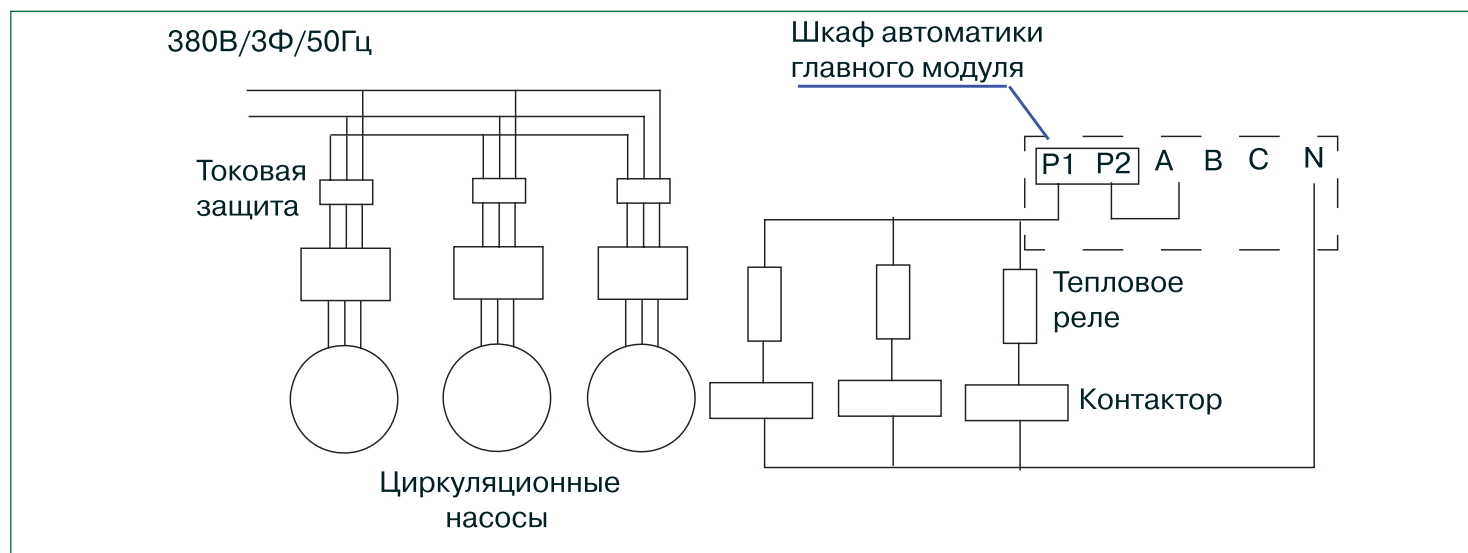 380В/3Ф/50Гц
Шкаф автоматики
главного модуля
P1 P2 A B C N
Токовая
защита
Тепловое
реле
Контактор
Циркуляционные
насосы